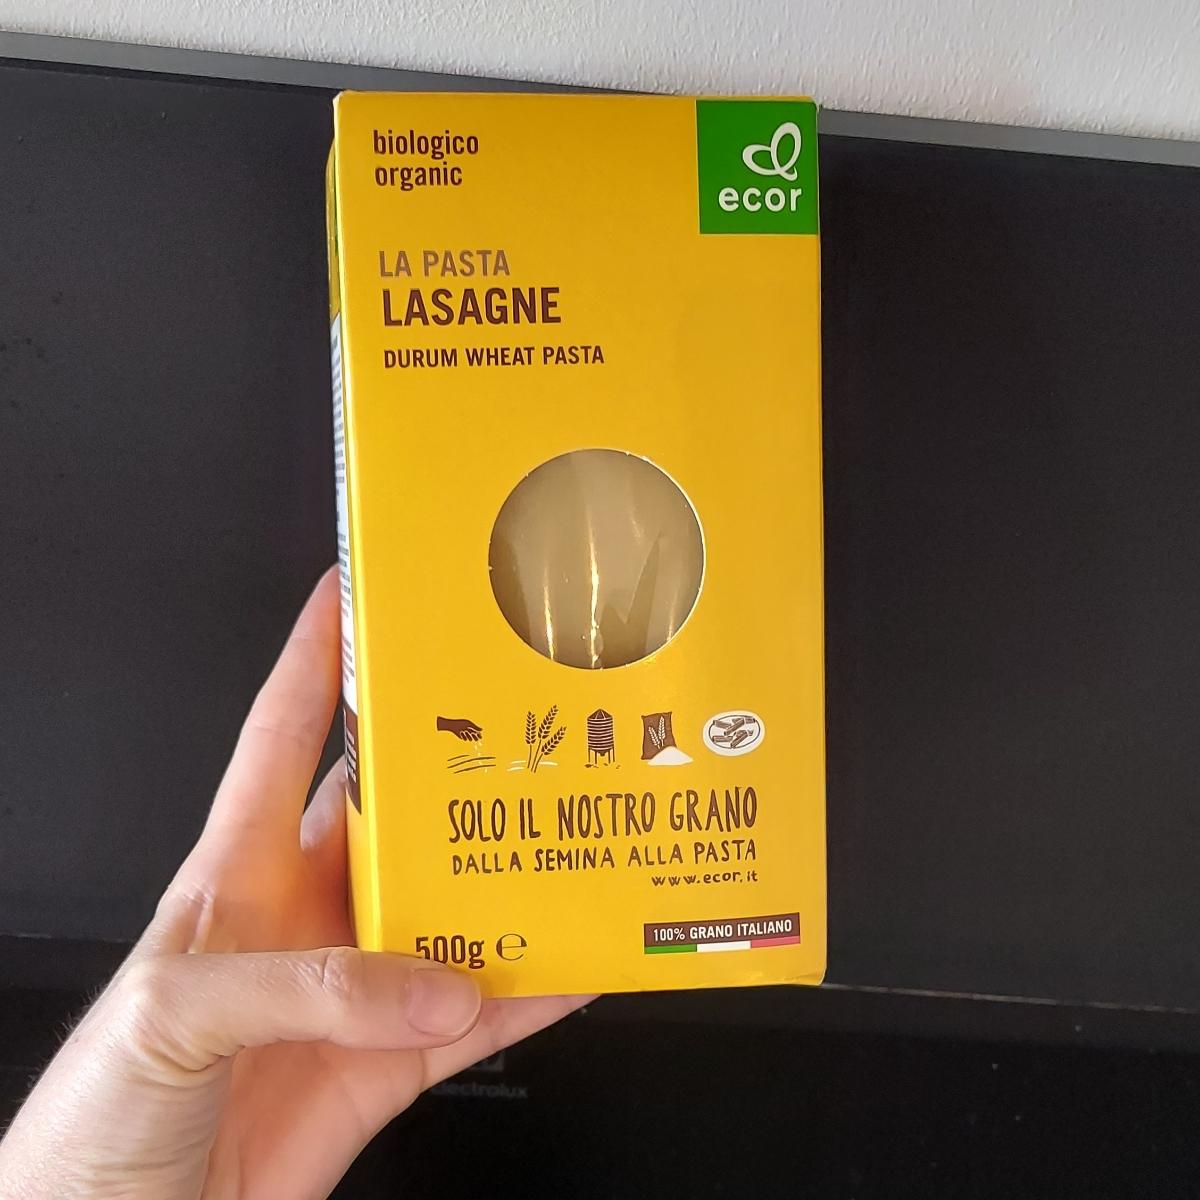 biologico
organic
ecor
LA PASTA
LASAGNE
DURUM WHEAT PASTA
SOLO IL NOSTRO GRANO
DALLA SEMINA ALLA PASTA
www.ecor.it
500g ℮
100% GRANO ITALIANO
Electrolux